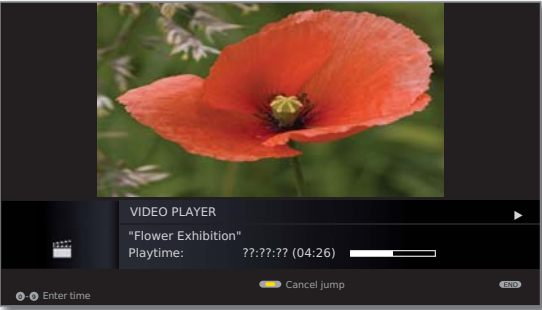 VIDEO PLAYER
"Flower Exhibition"
Playtime: ??:??:?? (04:26)
Cancel jump
END
0-9 Enter time